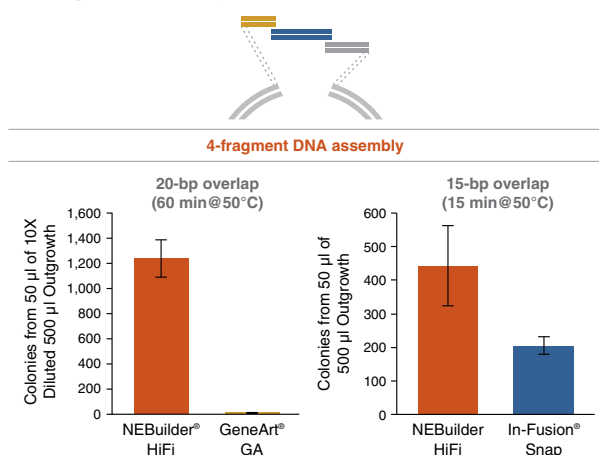 4-fragment DNA assembly
20-bp overlap
(60 min@50°C)
Colonies from 50 µl of 10X
Diluted 500 µl Outgrowth
1,600
1,400
1,200
1,000
800
600
400
200
0
NEBuilder®
HiFi
GeneArt®
GA
15-bp overlap
(15 min@50°C)
Colonies from 50 µl of
500 µl Outgrowth
600
500
400
300
200
100
0
NEBuilder
HiFi
In-Fusion®
Snap